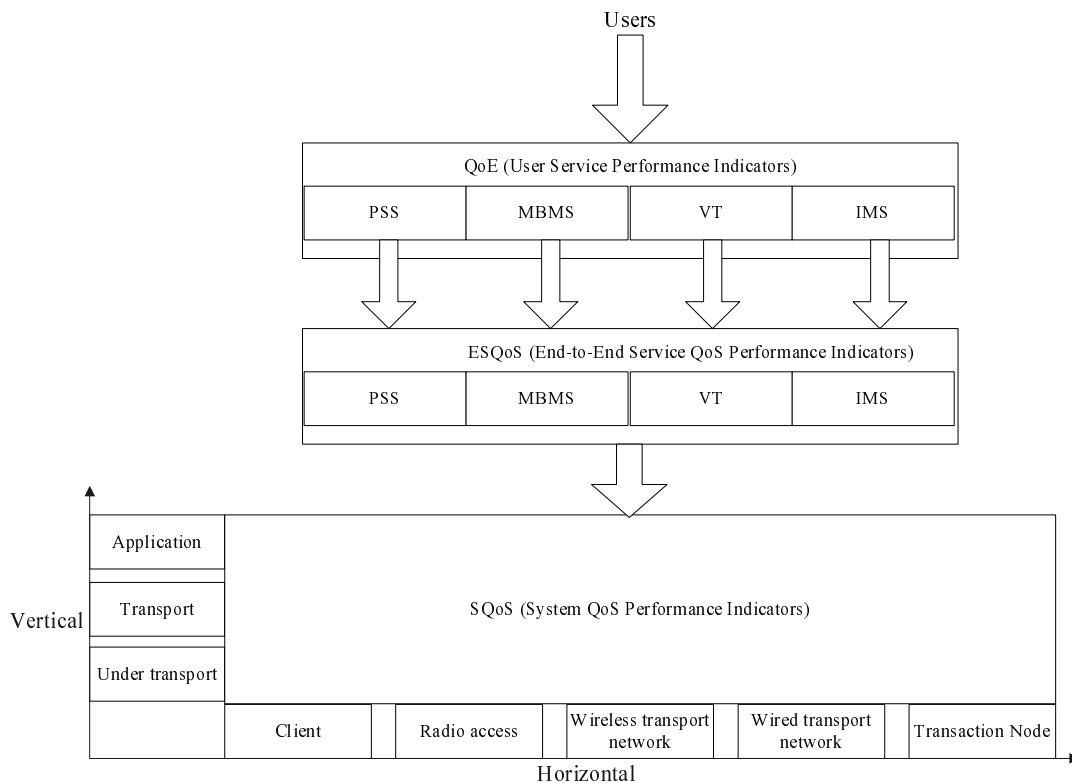 Users
QoE (User Service Performance Indicators)
PSS
MBMS
VT
IMS
ESQoS (End-to-End Service QoS Performance Indicators)
PSS
MBMS
VT
IMS
Vertical
Application
Transport
Under transport
SQoS (System QoS Performance Indicators)
Client
Radio access
Wireless transport
network
Wired transport
network
Transaction Node
Horizontal